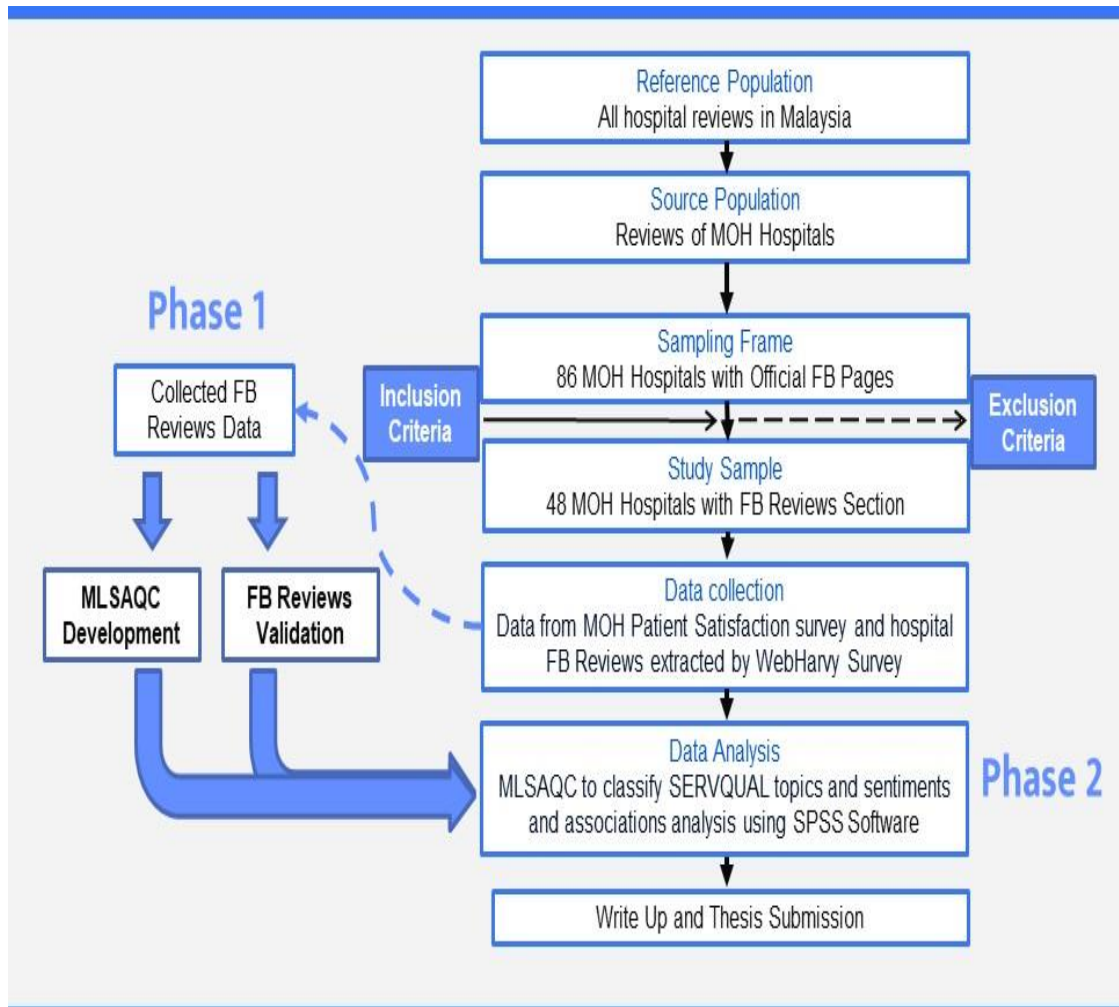 Reference Population
All hospital reviews in Malaysia
Source Population
Reviews of MOH Hospitals
Phase 1
Sampling Frame
86 MOH Hospitals with Official FB Pages
Collected FB
Reviews Data
Inclusion
Criteria
Exclusion
Criteria
Study Sample
48 MOH Hospitals with FB Reviews Section
MLSAQC
Development
FB Reviews
Validation
Data collection
Data from MOH Patient Satisfaction survey and hospital
FB Reviews extracted by WebHarvy Survey
Data Analysis
MLSAQC to classify SERVQUAL topics and sentiments
and associations analysis using SPSS Software
Phase 2
Write Up and Thesis Submission